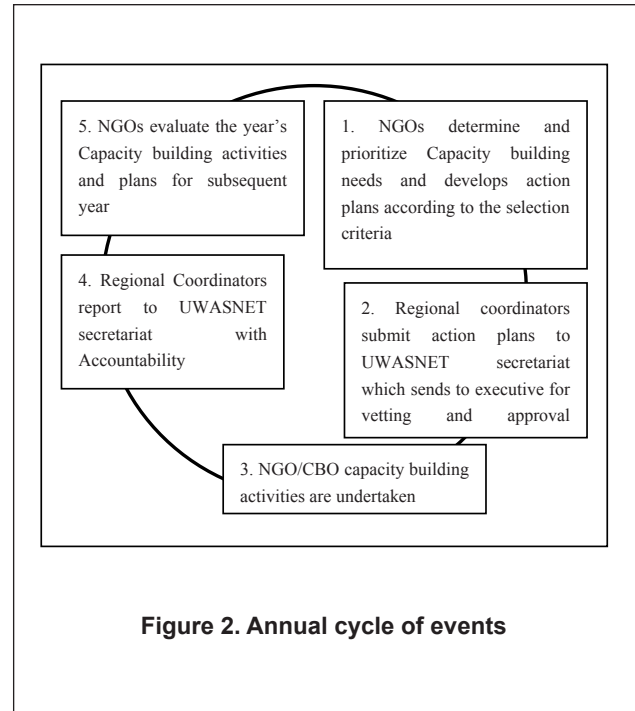 1. NGOs determine and
prioritize Capacity building
needs and develops action
plans according to the selection
criteria
2. Regional coordinators
submit action plans to
UWASNET secretariat
which sends to executive for
vetting and approval
3. NGO/CBO capacity building
activities are undertaken
4. Regional Coordinators
report to UWASNET
secretariat with
Accountability
5. NGOs evaluate the year’s
Capacity building activities
and plans for subsequent
year
Figure 2. Annual cycle of events